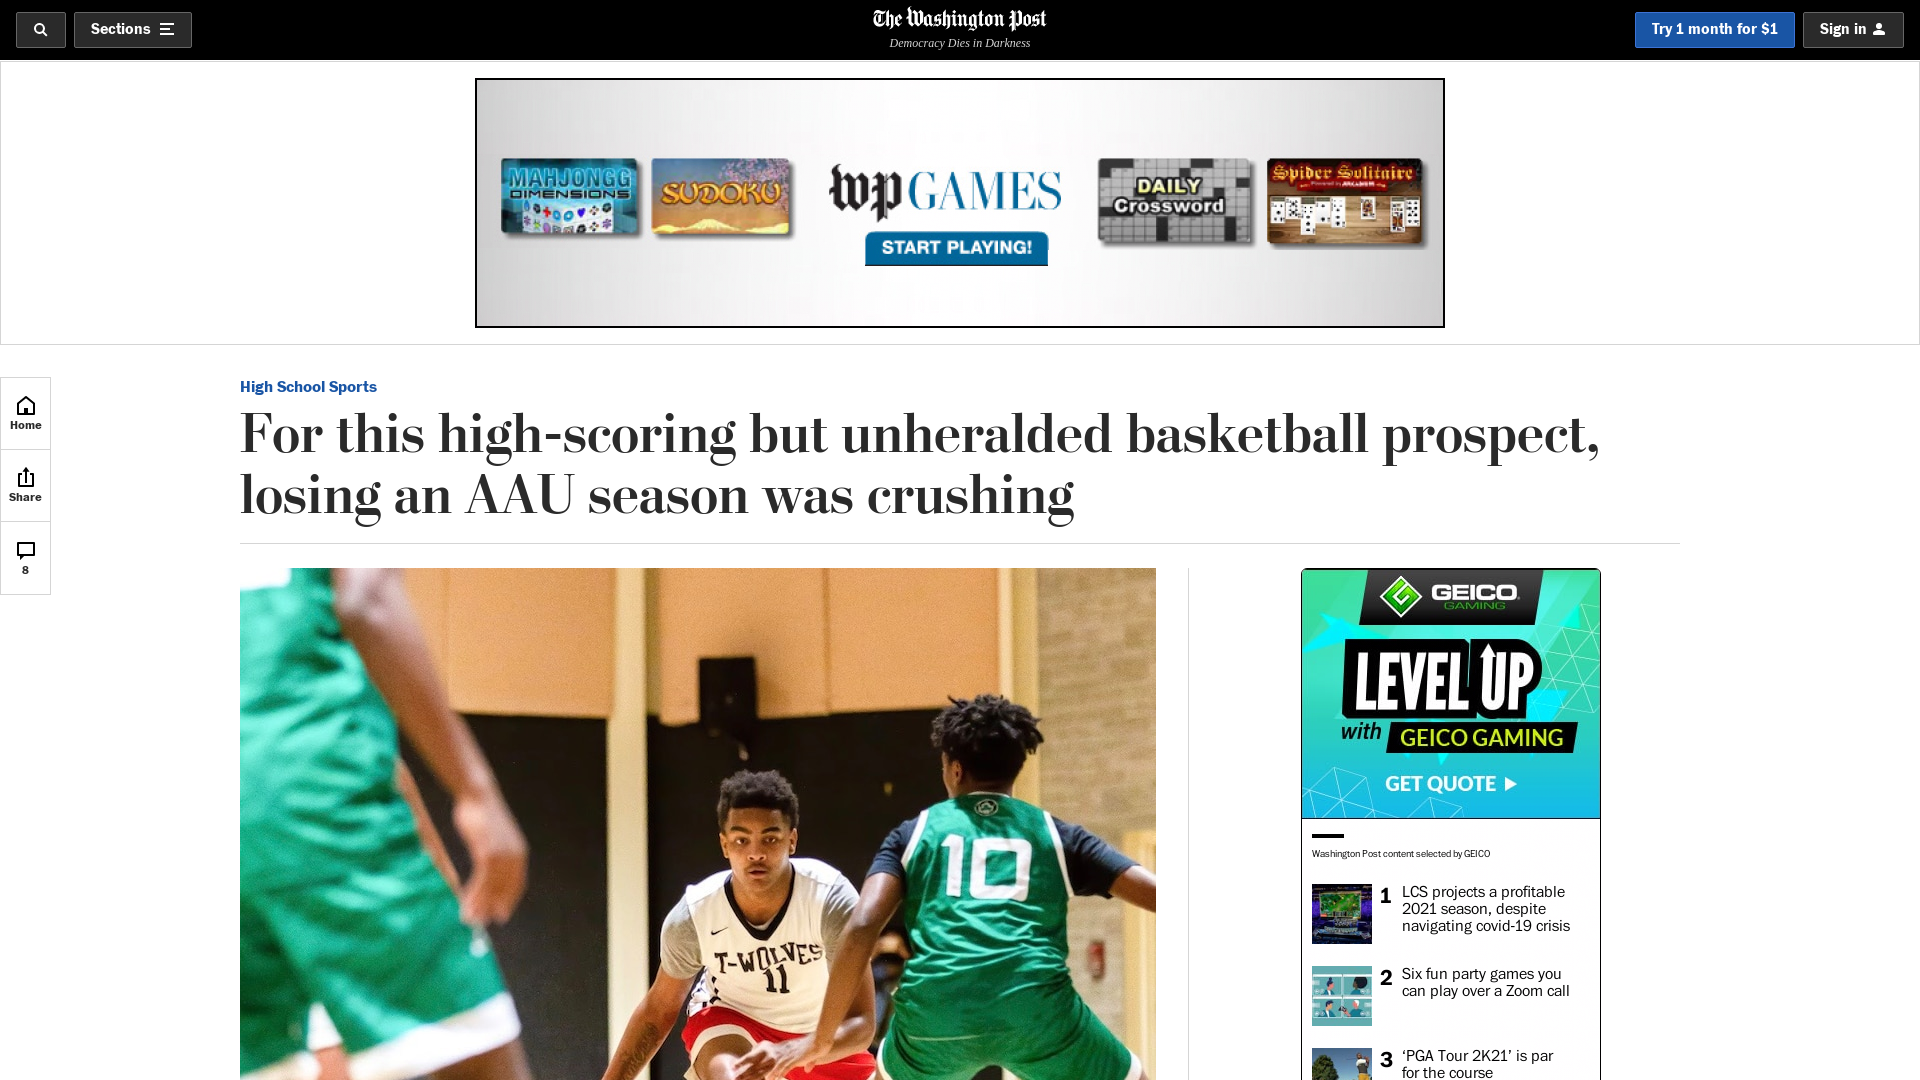 Sections
The Washington Post
Democracy Dies in Darkness
Try 1 month for $1
Sign in
MAHJONGG
DIMENSIONS
SUDOKU
wp GAMES
START PLAYING!
DAILY
Crossword
Spider Solitaire
Home
Share
8
High School Sports
For this high-scoring but unheralded basketball prospect,
losing an AAU season was crushing
10
T-WOLVES
11
GEICO
GAMING
LEVEL UP
with GEICO GAMING
GET QUOTE
Washington Post content selected by GEICO
1 LCS projects a profitable
2021 season, despite
navigating covid-19 crisis
2 Six fun party games you
can play over a Zoom call
3 ‘PGA Tour 2K21’ is par
for the course